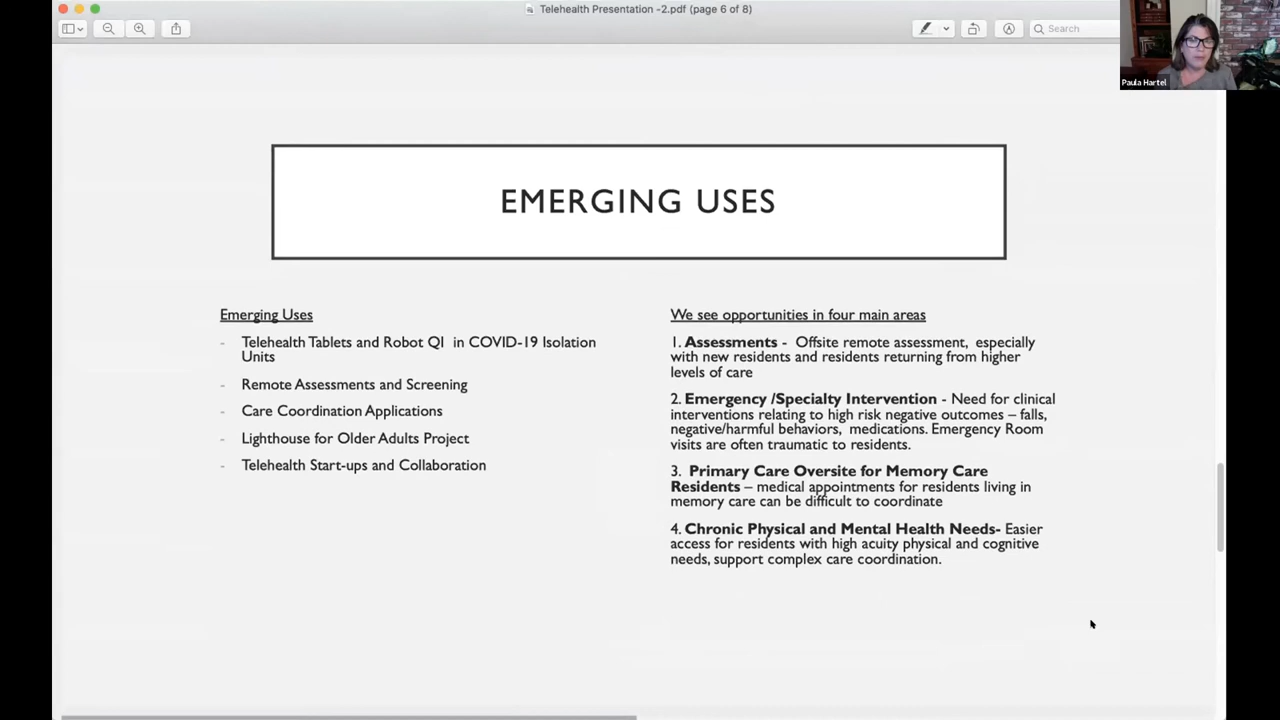 Telehealth Presentation -2.pdf (page 6 of 8)
Search
Paula Hartel
EMERGING USES
Emerging Uses
- Telehealth Tablets and Robot QI in COVID-19 Isolation
Units
- Remote Assessments and Screening
- Care Coordination Applications
- Lighthouse for Older Adults Project
- Telehealth Start-ups and Collaboration
We see opportunities in four main areas
1. Assessments - Offsite remote assessment, especially
with new residents and residents returning from higher
levels of care
2. Emergency /Specialty Intervention - Need for clinical
interventions relating to high risk negative outcomes – falls,
negative/harmful behaviors, medications. Emergency Room
visits are often traumatic to residents.
3. Primary Care Oversite for Memory Care
Residents – medical appointments for residents living in
memory care can be difficult to coordinate
4. Chronic Physical and Mental Health Needs- Easier
access for residents with high acuity physical and cognitive
needs, support complex care coordination.